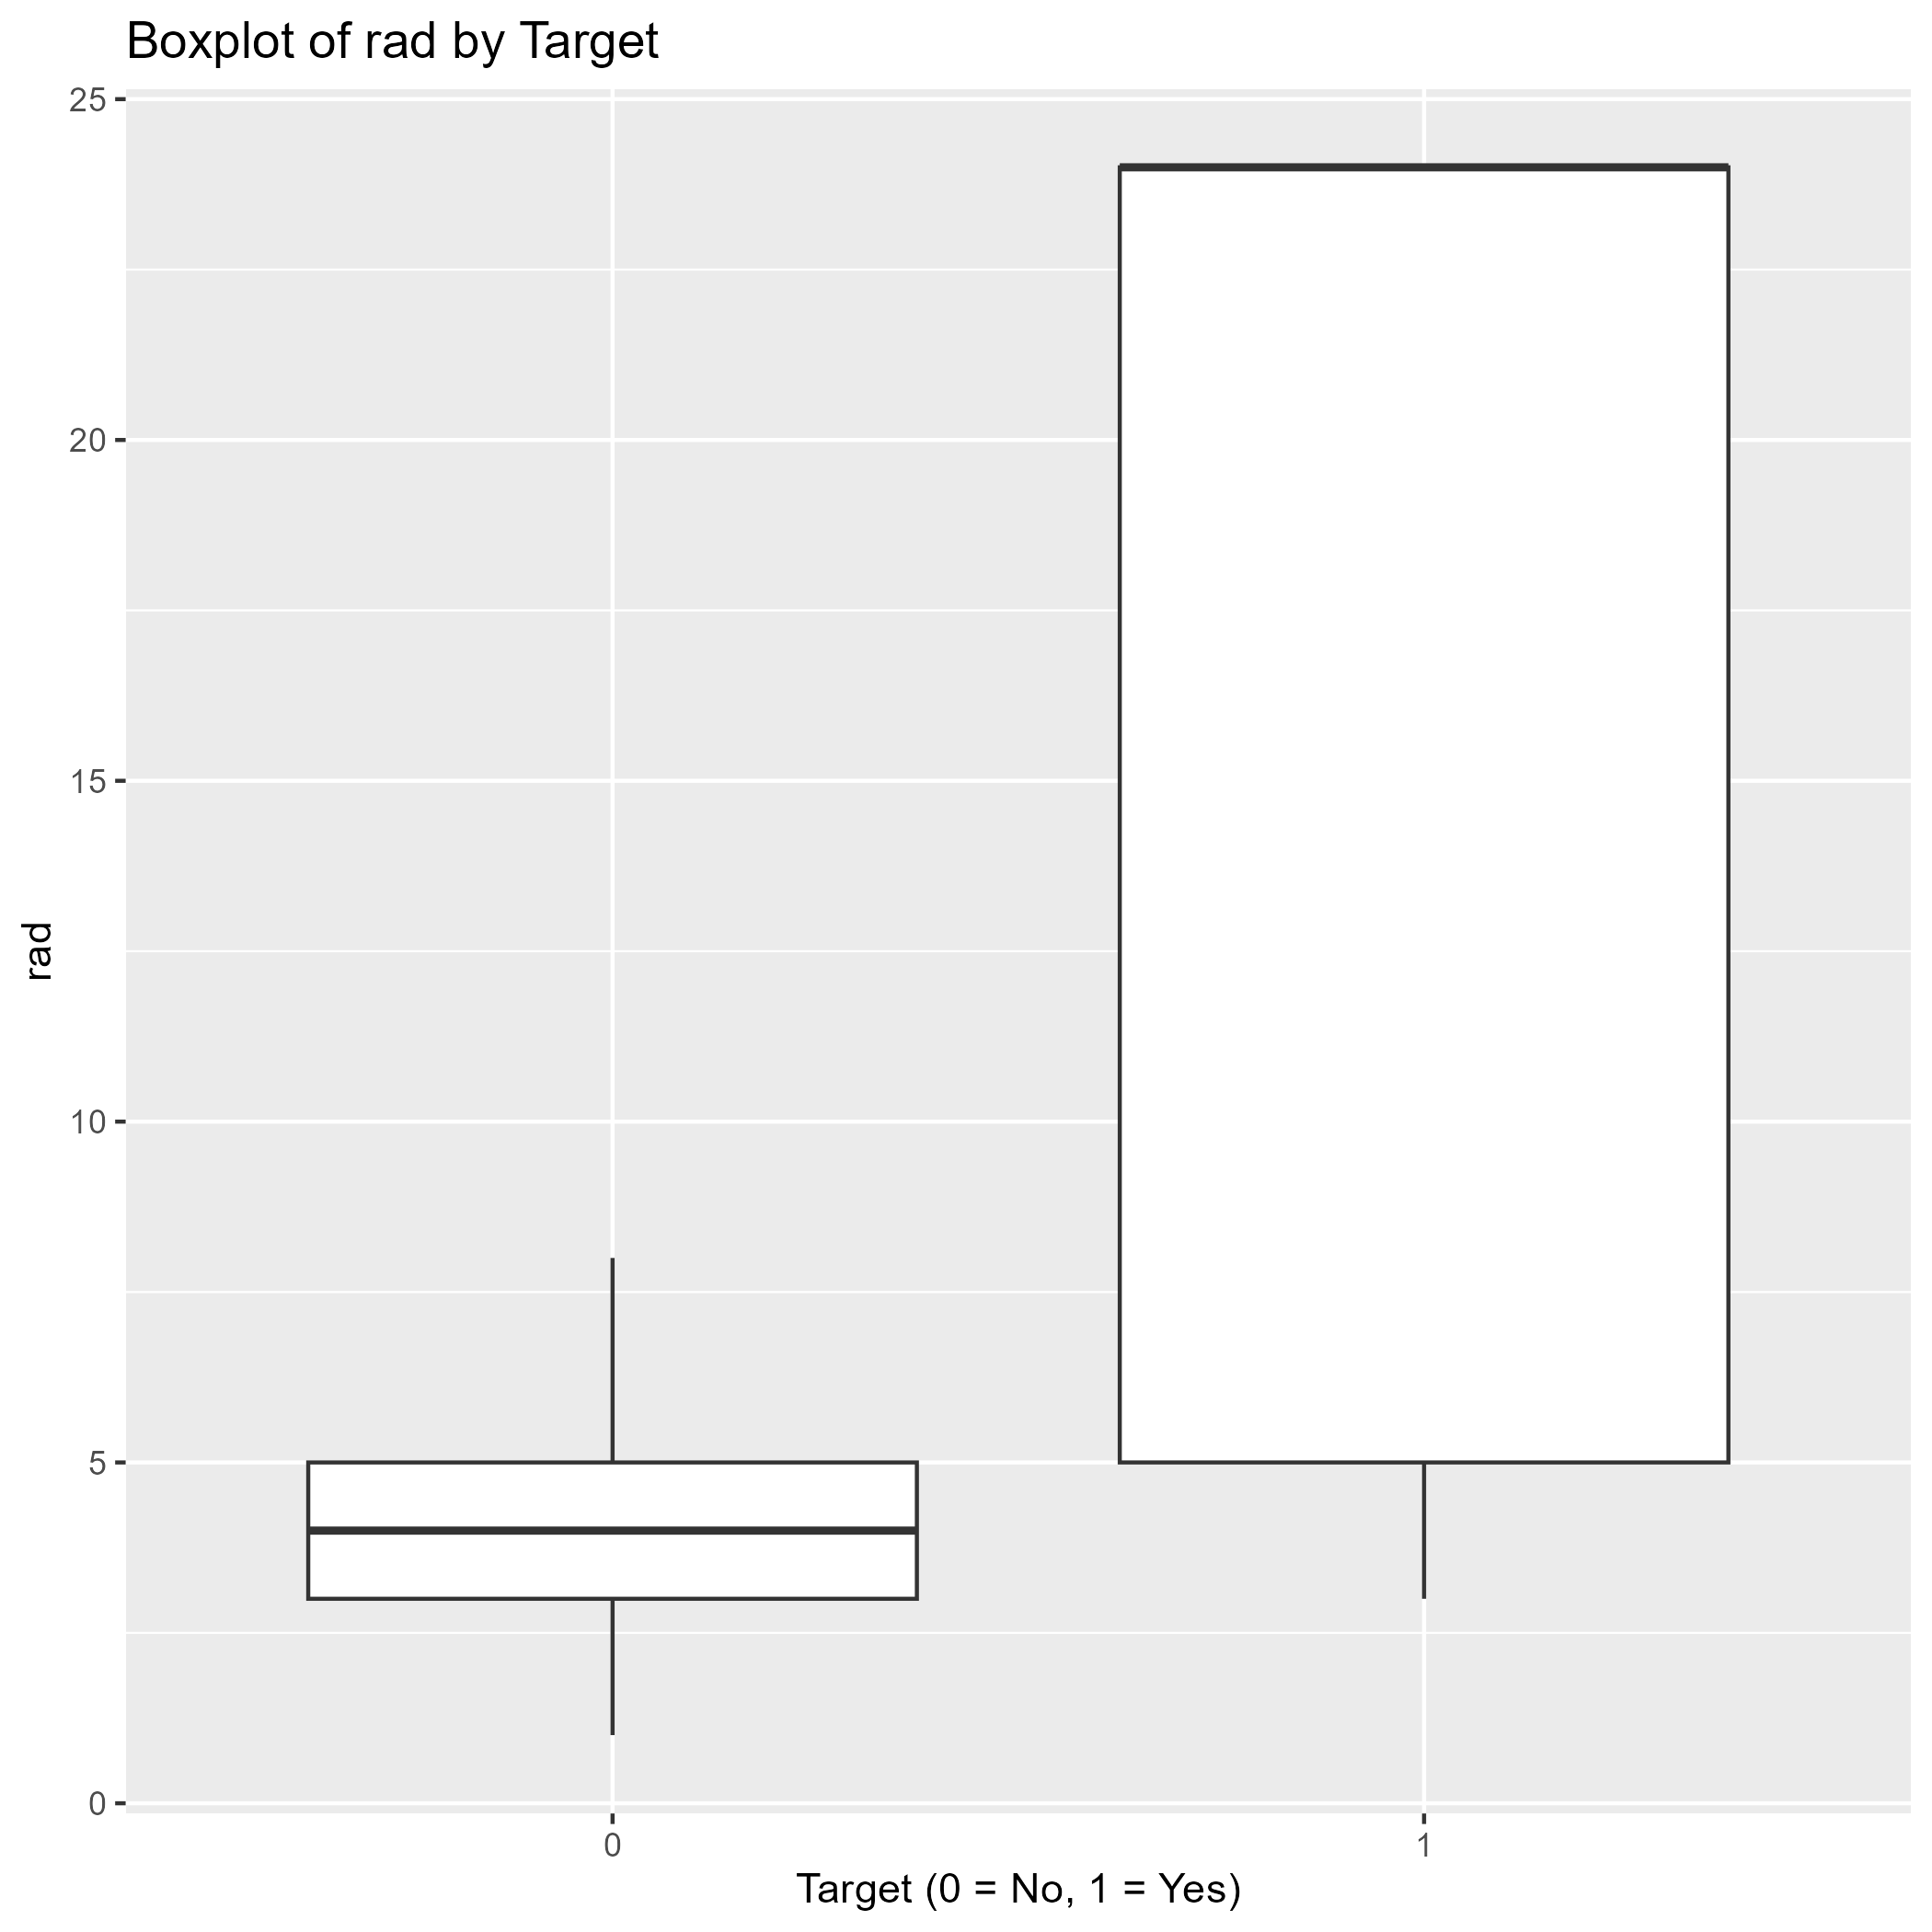 Boxplot of rad by Target
25
20
15
10
5
0
rad
0
1
Target (0 = No, 1 = Yes)